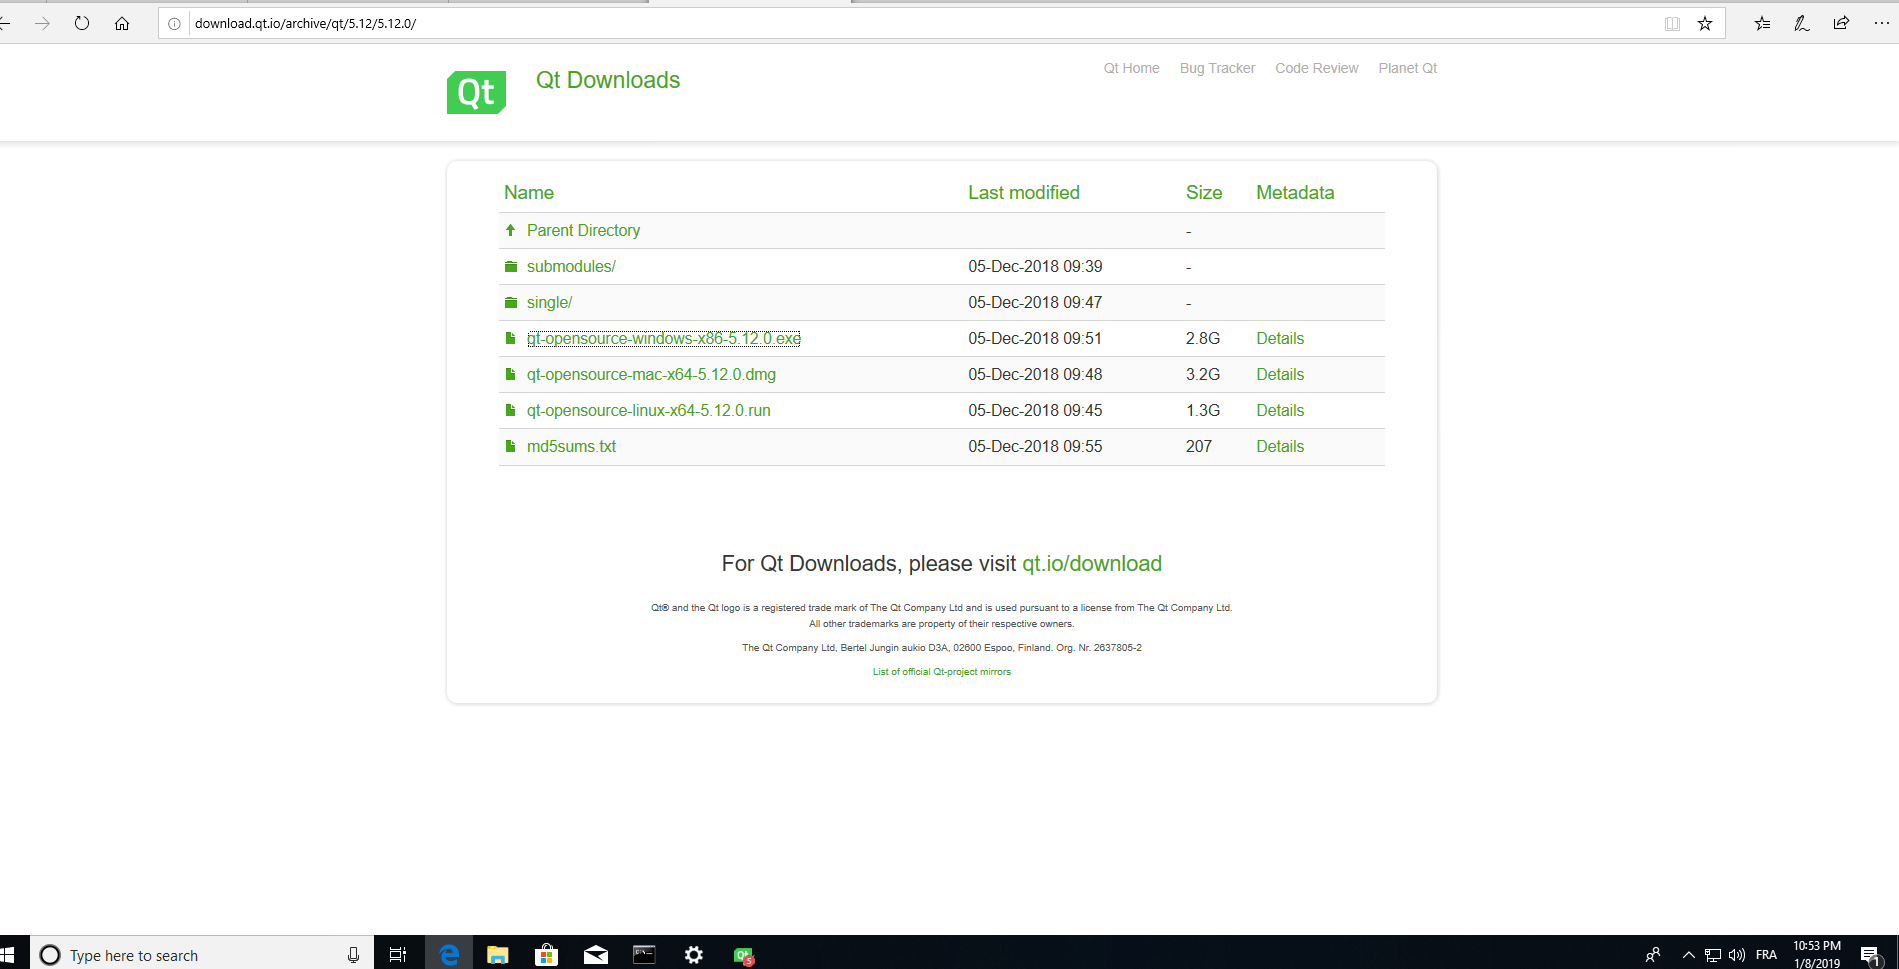 download.qt.io/archive/qt/5.12/5.12.0/
Qt
Qt Downloads
Qt Home Bug Tracker Code Review Planet Qt
Name Last modified Size Metadata
Parent Directory -
submodules/ 05-Dec-2018 09:39 -
single/ 05-Dec-2018 09:47 -
qt-opensource-windows-x86-5.12.0.exe 05-Dec-2018 09:51 2.8G Details
qt-opensource-mac-x64-5.12.0.dmg 05-Dec-2018 09:48 3.2G Details
qt-opensource-linux-x64-5.12.0.run 05-Dec-2018 09:45 1.3G Details
md5sums.txt 05-Dec-2018 09:55 207 Details
For Qt Downloads, please visit qt.io/download
Qt® and the Qt logo is a registered trade mark of The Qt Company Ltd and is used pursuant to a license from The Qt Company Ltd.
All other trademarks are property of their respective owners.
The Qt Company Ltd, Bertel Jungin aukio D3A, 02600 Espoo, Finland. Org. Nr. 2637805-2
List of official Qt-project mirrors
Type here to search
Qt 5
FRA
10:53 PM
1/8/2019
1